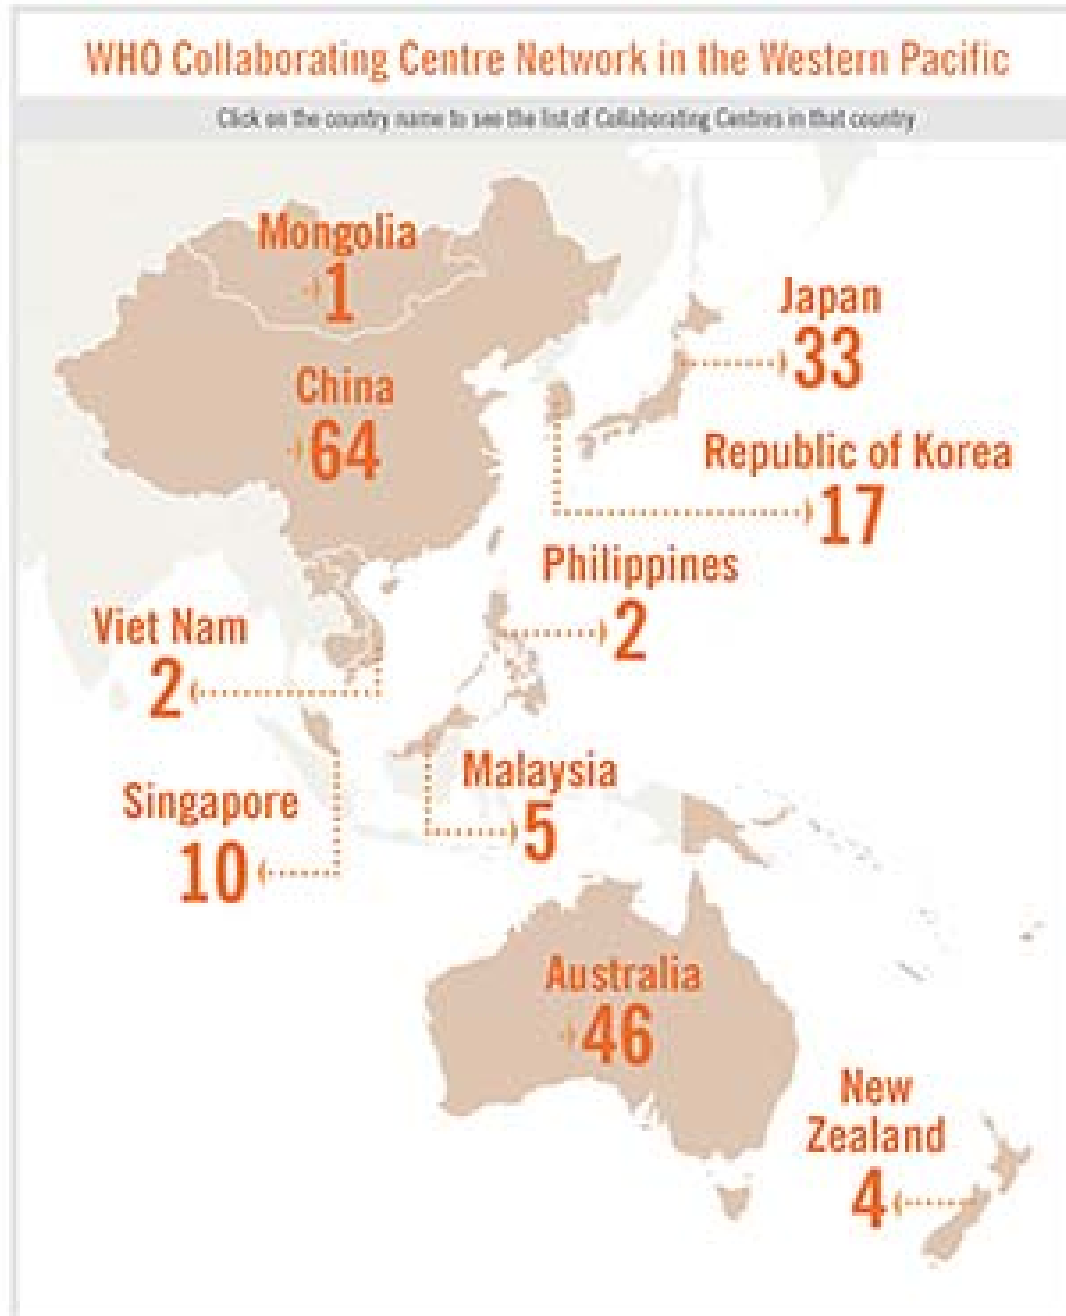 WHO Collaborating Centre Network in the Western Pacific
Click on the country name to see the list of Collaborating Centres in that country
Mongolia
1
Japan
33
China
64
Republic of Korea
17
Philippines
2
Viet Nam
2
Malaysia
5
Singapore
10
Australia
46
New
Zealand
4